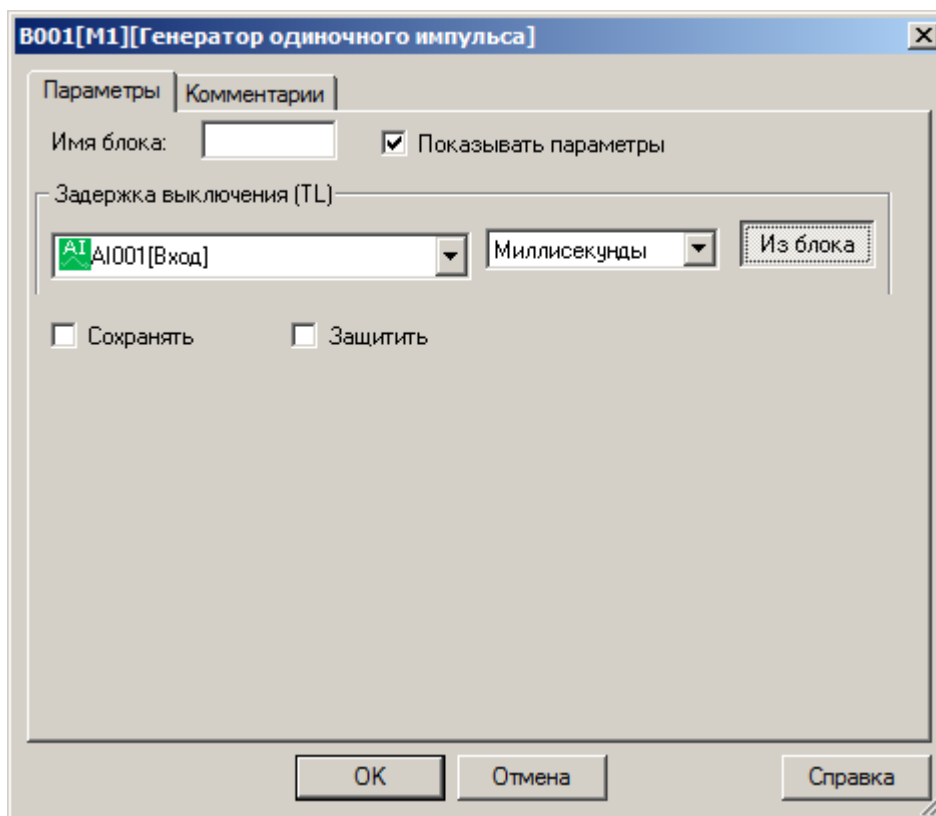 B001[M1][Генератор одиночного импульса]
Параметры Комментарии
Имя блока: Показывать параметры
Задержка выключения (TL)
AI AI001[Вход] Миллисекунды Из блока
Сохранять Защитить
OK Отмена Справка